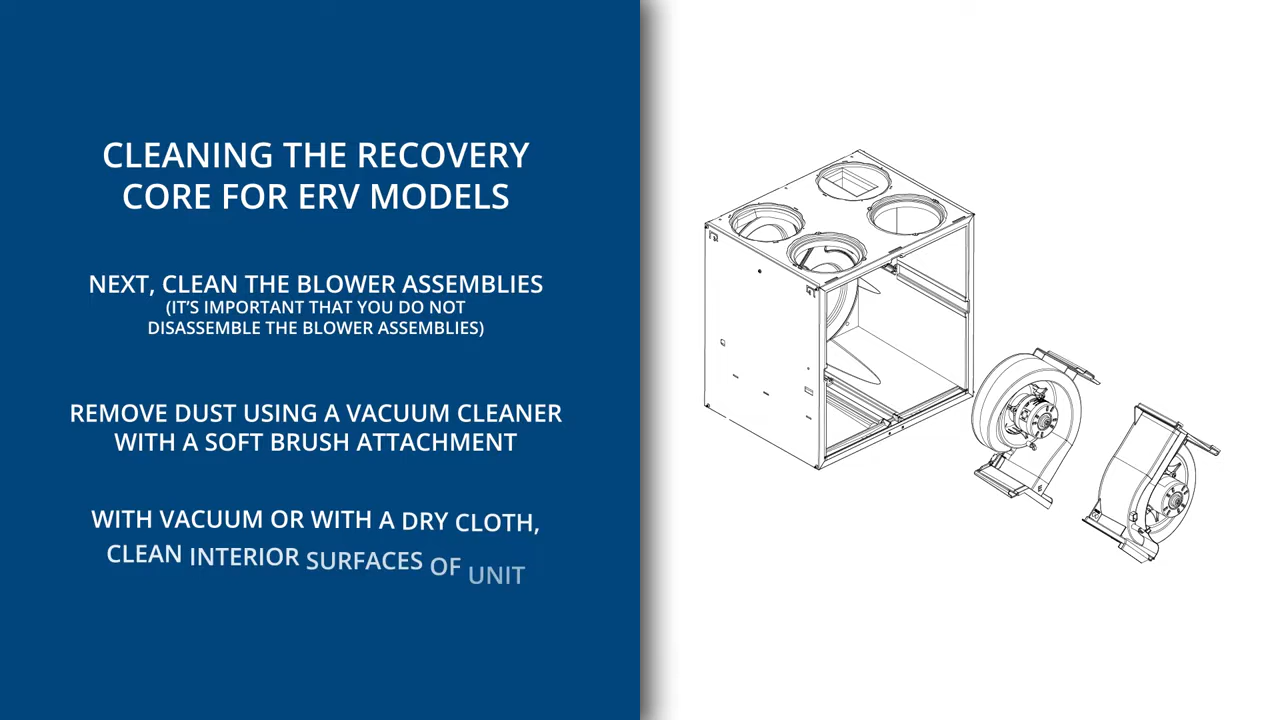 CLEANING THE RECOVERY
CORE FOR ERV MODELS
NEXT, CLEAN THE BLOWER ASSEMBLIES
(IT'S IMPORTANT THAT YOU DO NOT
DISASSEMBLE THE BLOWER ASSEMBLIES)
REMOVE DUST USING A VACUUM CLEANER
WITH A SOFT BRUSH ATTACHMENT
WITH VACUUM OR WITH A DRY CLOTH,
CLEAN INTERIOR SURFACES OF UNIT